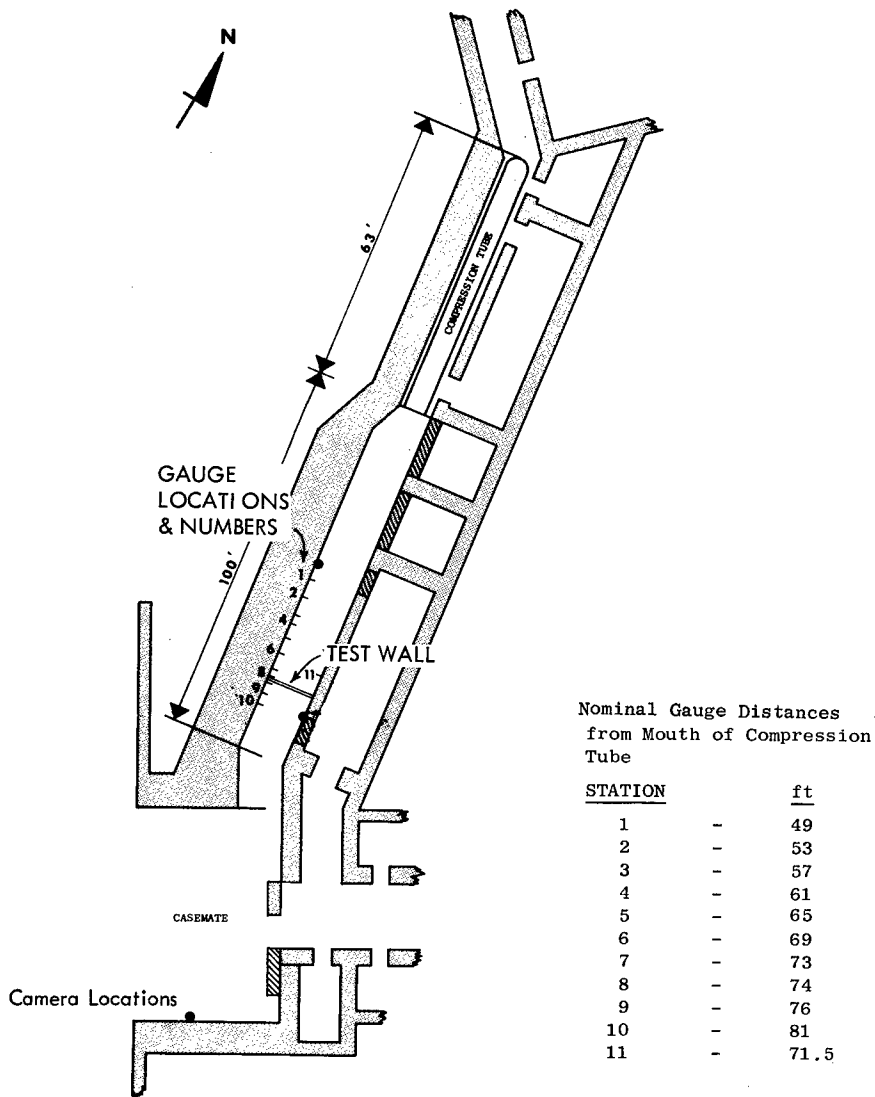 N
63'
COMPRESSION TUBE
GAUGE
LOCATIONS
& NUMBERS
100'
1
2
4
6
8
9
10
11
TEST WALL
Nominal Gauge Distances
from Mouth of Compression
Tube
STATION ft
1 - 49
2 - 53
3 - 57
4 - 61
5 - 65
6 - 69
7 - 73
8 - 74
9 - 76
10 - 81
11 - 71.5
CASEMATE
Camera Locations